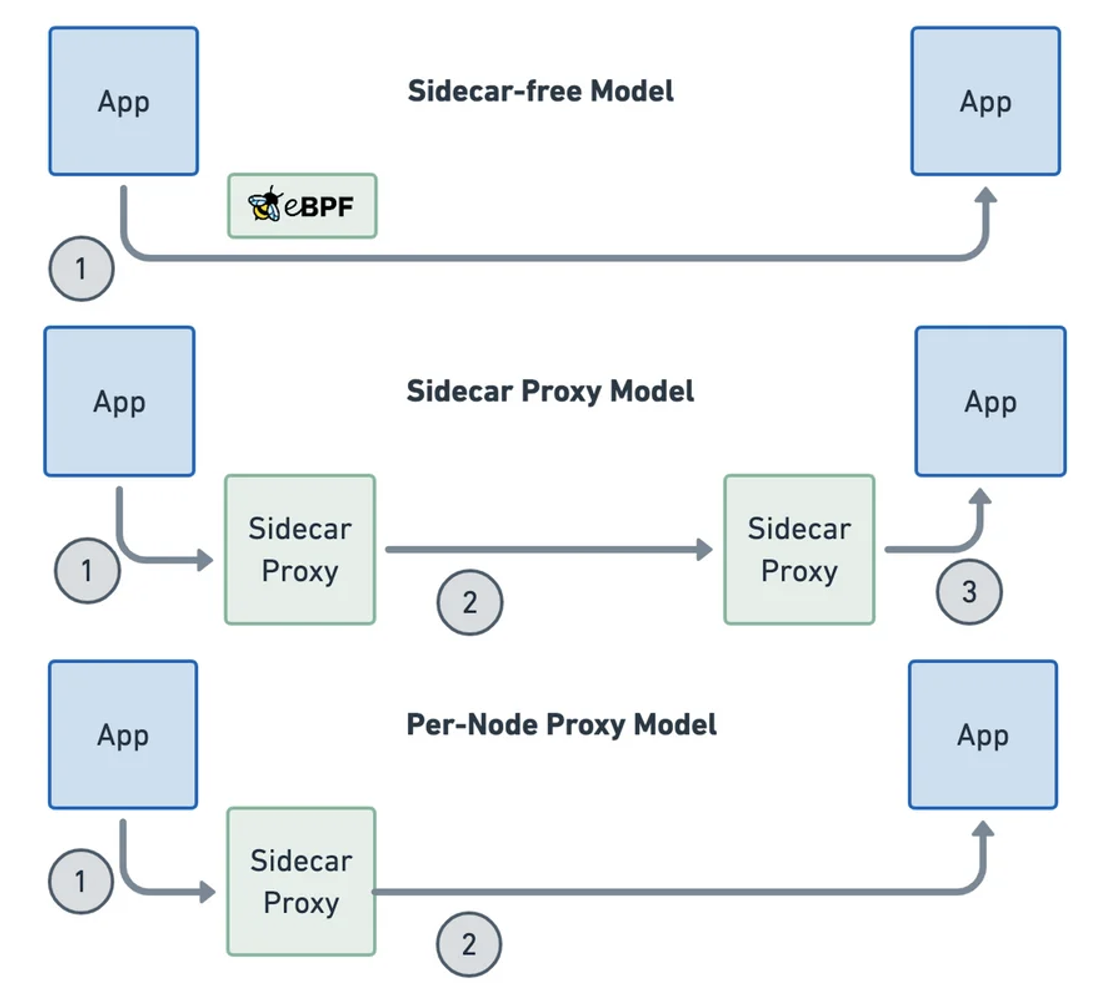 App
Sidecar-free Model
App
eBPF
1
App
Sidecar Proxy Model
App
Sidecar
Proxy
Sidecar
Proxy
1
2
3
App
Per-Node Proxy Model
App
Sidecar
Proxy
1
2